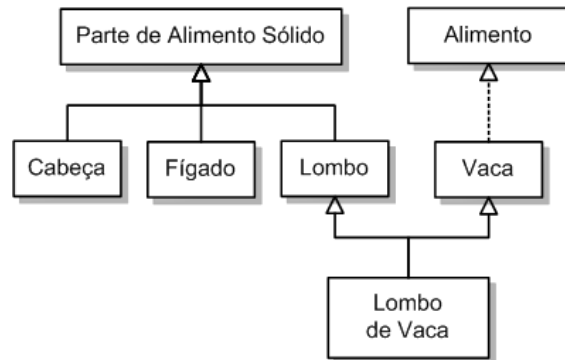 Parte de Alimento Sólido
Alimento
Cabeça
Fígado
Lombo
Vaca
Lombo
de Vaca